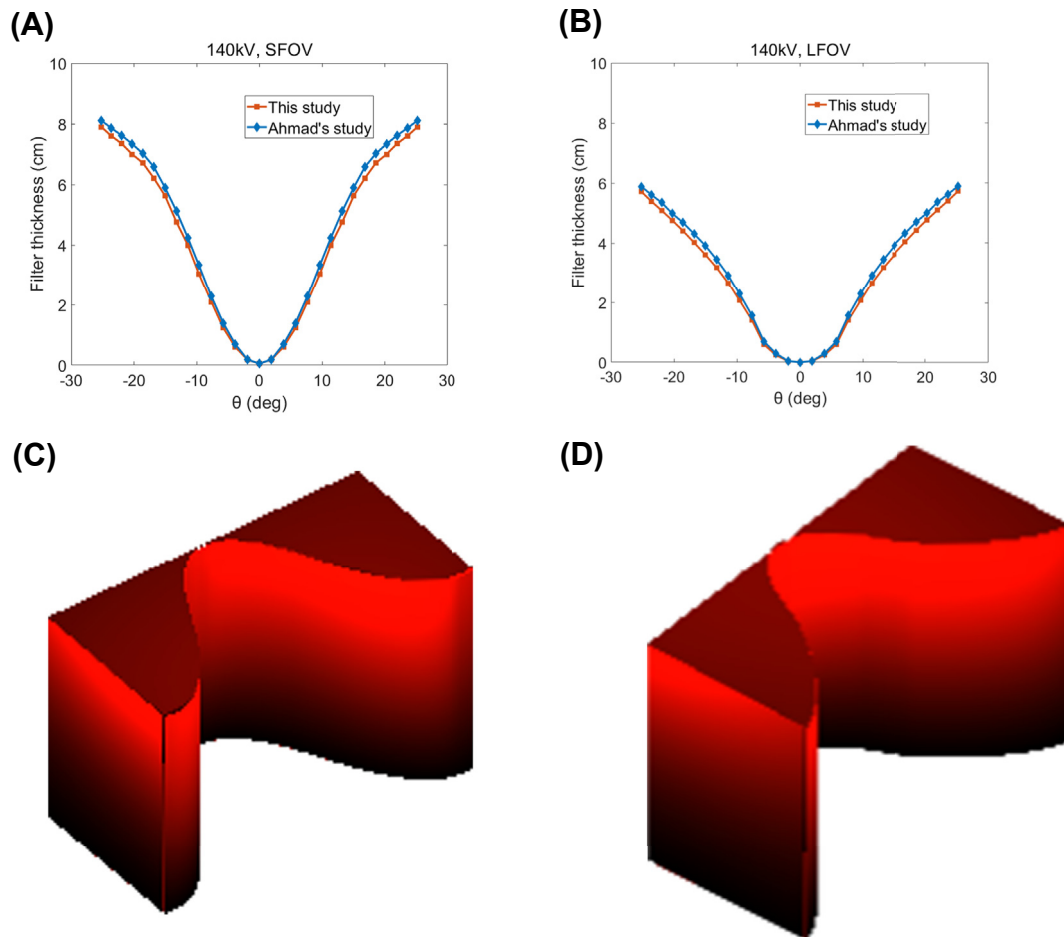 (A)
140kV, SFOV
10
8
6
4
2
0
Filter thickness (cm)
This study
Ahmad's study
-30
-20
-10
0
10
20
30
θ (deg)
(B)
140kV, LFOV
10
8
6
4
2
0
Filter thickness (cm)
This study
Ahmad's study
-30
-20
-10
0
10
20
30
θ (deg)
(C)
(D)